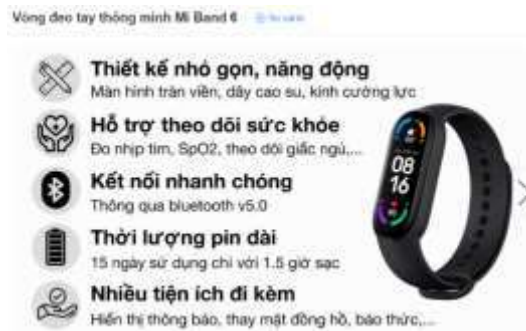 Vòng đeo tay thông minh Mi Band 6 So sánh
Thiết kế nhỏ gọn, năng động
Màn hình tràn viền, dây cao su, kính cường lực
Hỗ trợ theo dõi sức khỏe
Đo nhịp tim, SpO2, theo dõi giấc ngủ,...
Kết nối nhanh chóng
Thông qua bluetooth v5.0
Thời lượng pin dài
15 ngày sử dụng chỉ với 1.5 giờ sạc
Nhiều tiện ích đi kèm
Hiển thị thông báo, thay mặt đồng hồ, báo thức,...
08
16